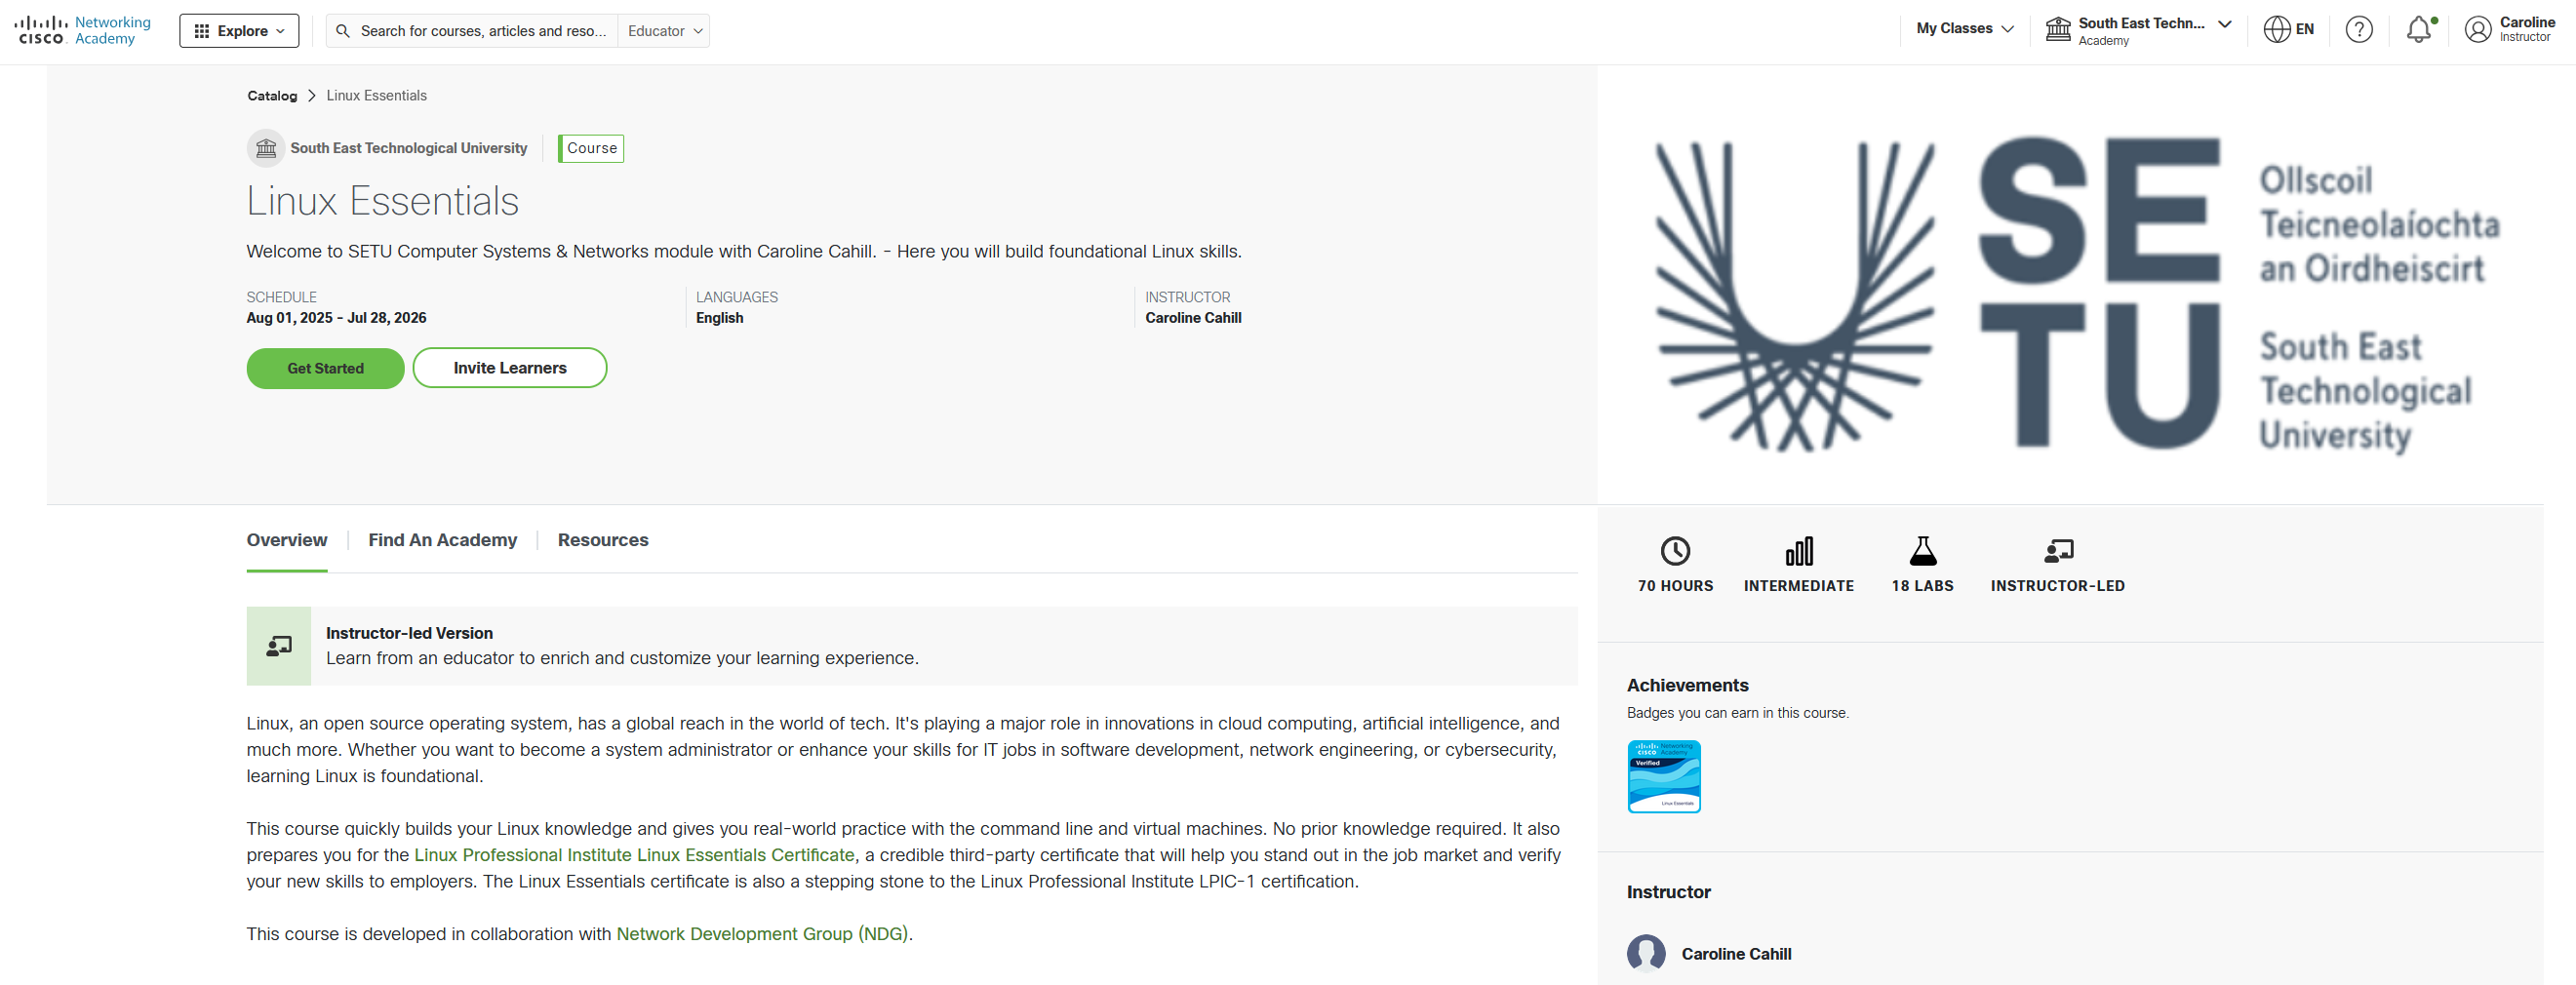 CISCO Networking Academy
Explore
Search for courses, articles and reso...
Educator
My Classes
South East Techn...
Academy
EN
?
Caroline
Instructor
Catalog > Linux Essentials
South East Technological University
Course
Linux Essentials
Welcome to SETU Computer Systems & Networks module with Caroline Cahill. - Here you will build foundational Linux skills.
SCHEDULE
Aug 01, 2025 - Jul 28, 2026
LANGUAGES
English
INSTRUCTOR
Caroline Cahill
Get Started
Invite Learners
SE
TU
Ollscoil
Teicneolaíochta
an Oirdheiscirt
South East
Technological
University
Overview
Find An Academy
Resources
Instructor-led Version
Learn from an educator to enrich and customize your learning experience.
Linux, an open source operating system, has a global reach in the world of tech. It's playing a major role in innovations in cloud computing, artificial intelligence, and
much more. Whether you want to become a system administrator or enhance your skills for IT jobs in software development, network engineering, or cybersecurity,
learning Linux is foundational.
This course quickly builds your Linux knowledge and gives you real-world practice with the command line and virtual machines. No prior knowledge required. It also
prepares you for the Linux Professional Institute Linux Essentials Certificate, a credible third-party certificate that will help you stand out in the job market and verify
your new skills to employers. The Linux Essentials certificate is also a stepping stone to the Linux Professional Institute LPIC-1 certification.
This course is developed in collaboration with Network Development Group (NDG).
70 HOURS
INTERMEDIATE
18 LABS
INSTRUCTOR-LED
Achievements
Badges you can earn in this course.
CISCO Networking Academy
Verified
Linux Essentials
Instructor
Caroline Cahill